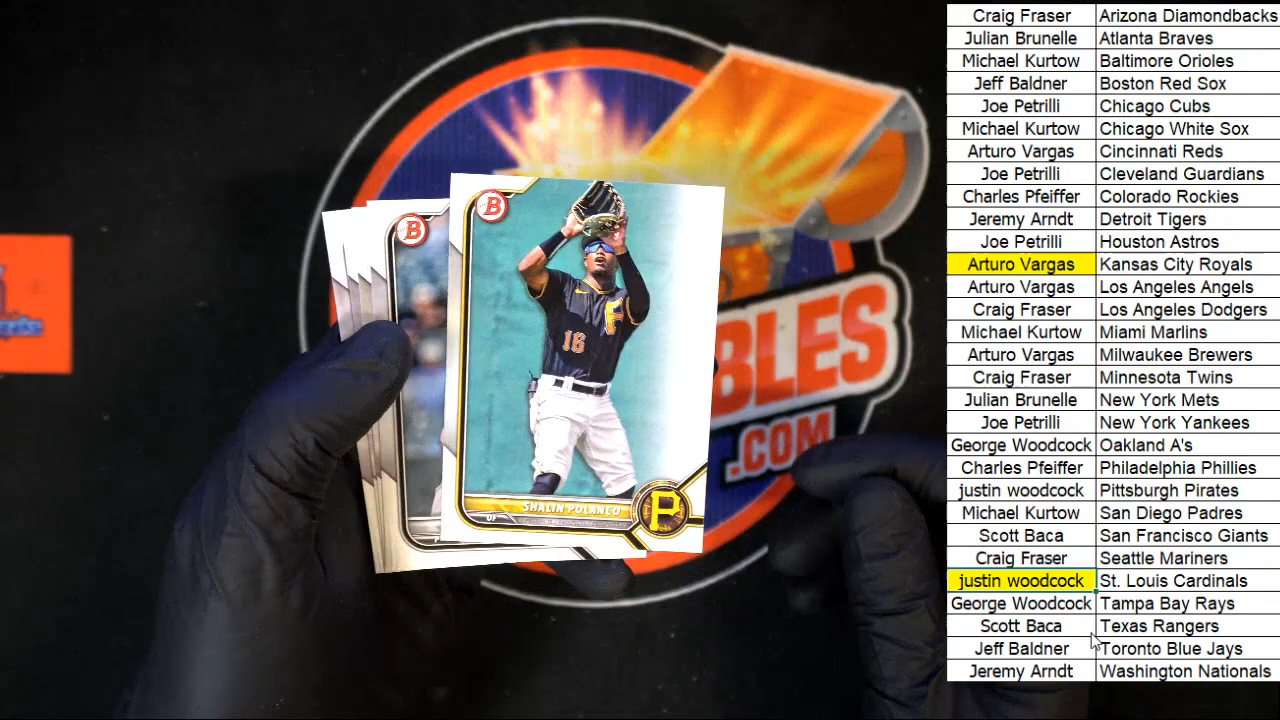 B
B
16
SHALIN POLANCO
OF
P
BLES
.COM
Craig Fraser Arizona Diamondbacks
Julian Brunelle Atlanta Braves
Michael Kurtow Baltimore Orioles
Jeff Baldner Boston Red Sox
Joe Petrilli Chicago Cubs
Michael Kurtow Chicago White Sox
Arturo Vargas Cincinnati Reds
Joe Petrilli Cleveland Guardians
Charles Pfeiffer Colorado Rockies
Jeremy Arndt Detroit Tigers
Joe Petrilli Houston Astros
Arturo Vargas Kansas City Royals
Arturo Vargas Los Angeles Angels
Craig Fraser Los Angeles Dodgers
Michael Kurtow Miami Marlins
Arturo Vargas Milwaukee Brewers
Craig Fraser Minnesota Twins
Julian Brunelle New York Mets
Joe Petrilli New York Yankees
George Woodcock Oakland A's
Charles Pfeiffer Philadelphia Phillies
justin woodcock Pittsburgh Pirates
Michael Kurtow San Diego Padres
Scott Baca San Francisco Giants
Craig Fraser Seattle Mariners
justin woodcock St. Louis Cardinals
George Woodcock Tampa Bay Rays
Scott Baca Texas Rangers
Jeff Baldner Toronto Blue Jays
Jeremy Arndt Washington Nationals